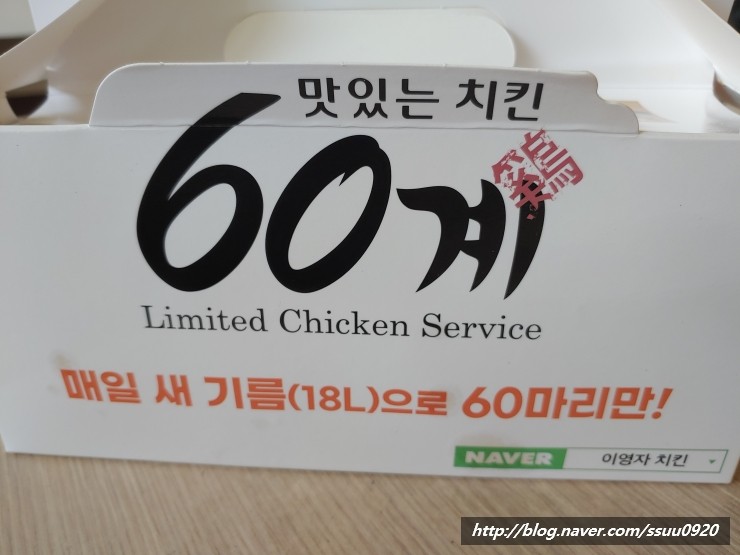 맛있는 치킨
60계
鷄
Limited Chicken Service
매일 새 기름(18L)으로 60마리만!
NAVER 이영자 치킨
http://blog.naver.com/ssuu0920